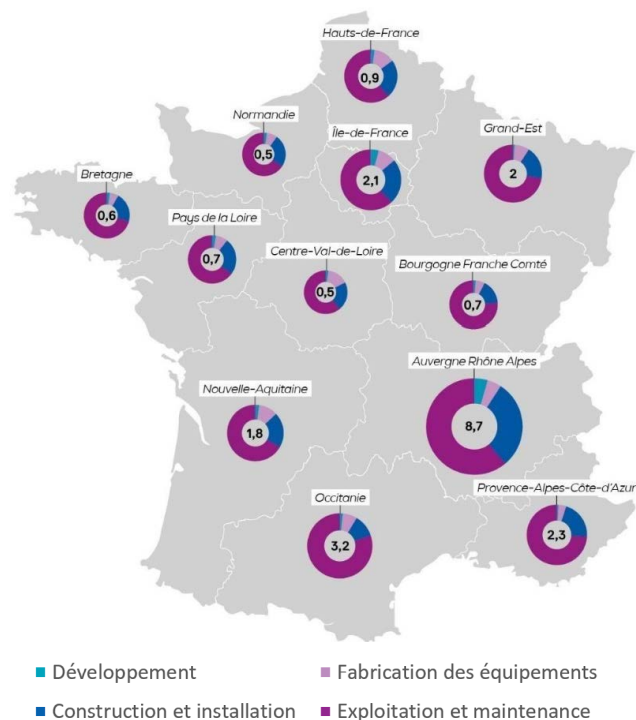 Hauts-de-France
0,9
Normandie
0,5
Île-de-France
2,1
Grand-Est
2
Bretagne
0,6
Pays de la Loire
0,7
Centre-Val-de-Loire
0,5
Bourgogne Franche Comté
0,7
Auvergne Rhône Alpes
8,7
Nouvelle-Aquitaine
1,8
Occitanie
3,2
Provence-Alpes-Côte-d'Azur
2,3
Développement
Fabrication des équipements
Construction et installation
Exploitation et maintenance